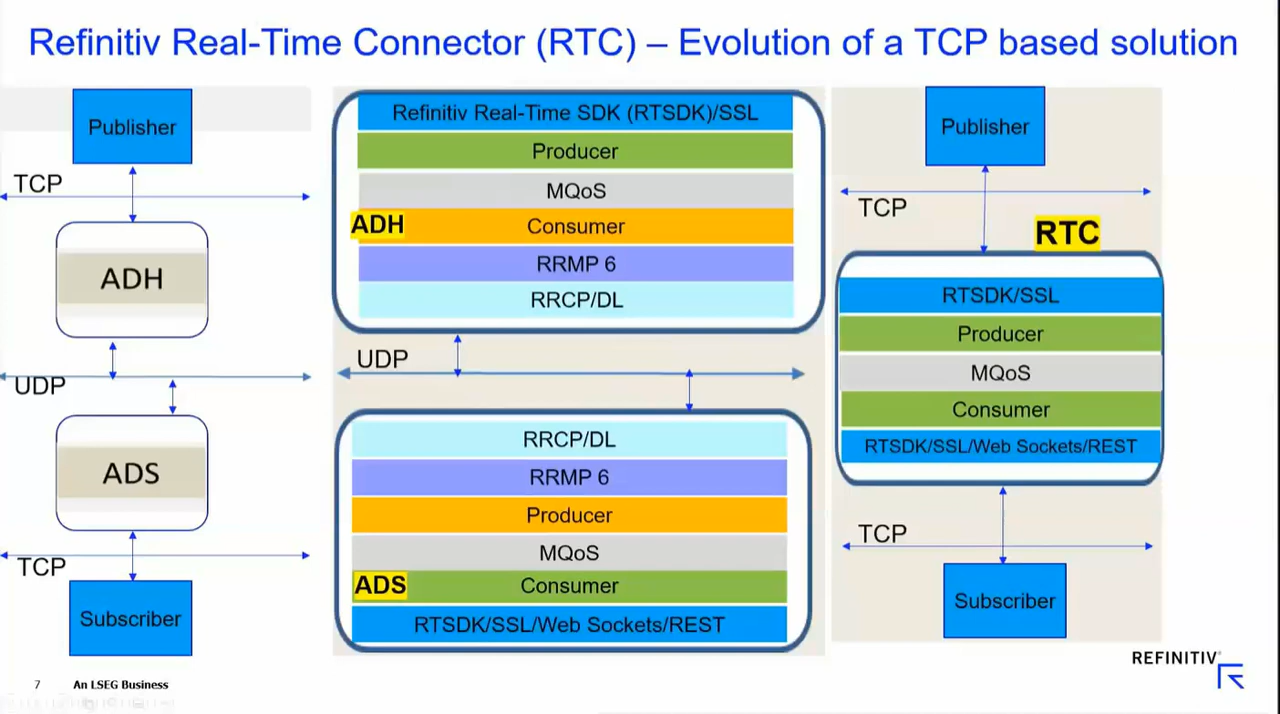 Refinitiv Real-Time Connector (RTC) – Evolution of a TCP based solution
Publisher
TCP
ADH
UDP
ADS
TCP
Subscriber
Refinitiv Real-Time SDK (RTSDK)/SSL
Producer
MQoS
ADH
Consumer
RRMP 6
RRCP/DL
UDP
RRCP/DL
RRMP 6
Producer
MQoS
ADS
Consumer
RTSDK/SSL/Web Sockets/REST
Publisher
TCP
RTC
RTSDK/SSL
Producer
MQoS
Consumer
RTSDK/SSL/Web Sockets/REST
TCP
Subscriber
REFINITIV
7
An LSEG Business